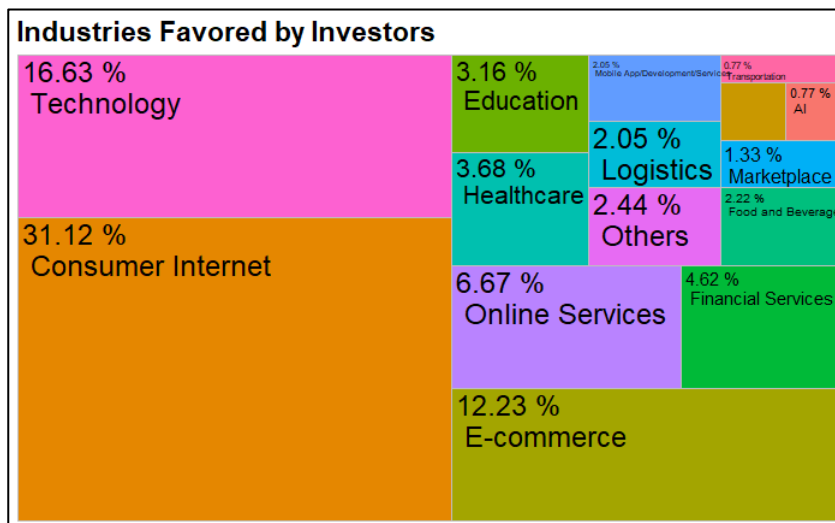 Industries Favored by Investors
16.63 %
Technology
31.12 %
Consumer Internet
3.16 %
Education
3.68 %
Healthcare
2.05 %
Mobile App/Development/Services
2.05 %
Logistics
2.44 %
Others
0.77 %
Transportation
0.77 %
AI
1.33 %
Marketplace
2.22 %
Food and Beverage
6.67 %
Online Services
4.62 %
Financial Services
12.23 %
E-commerce